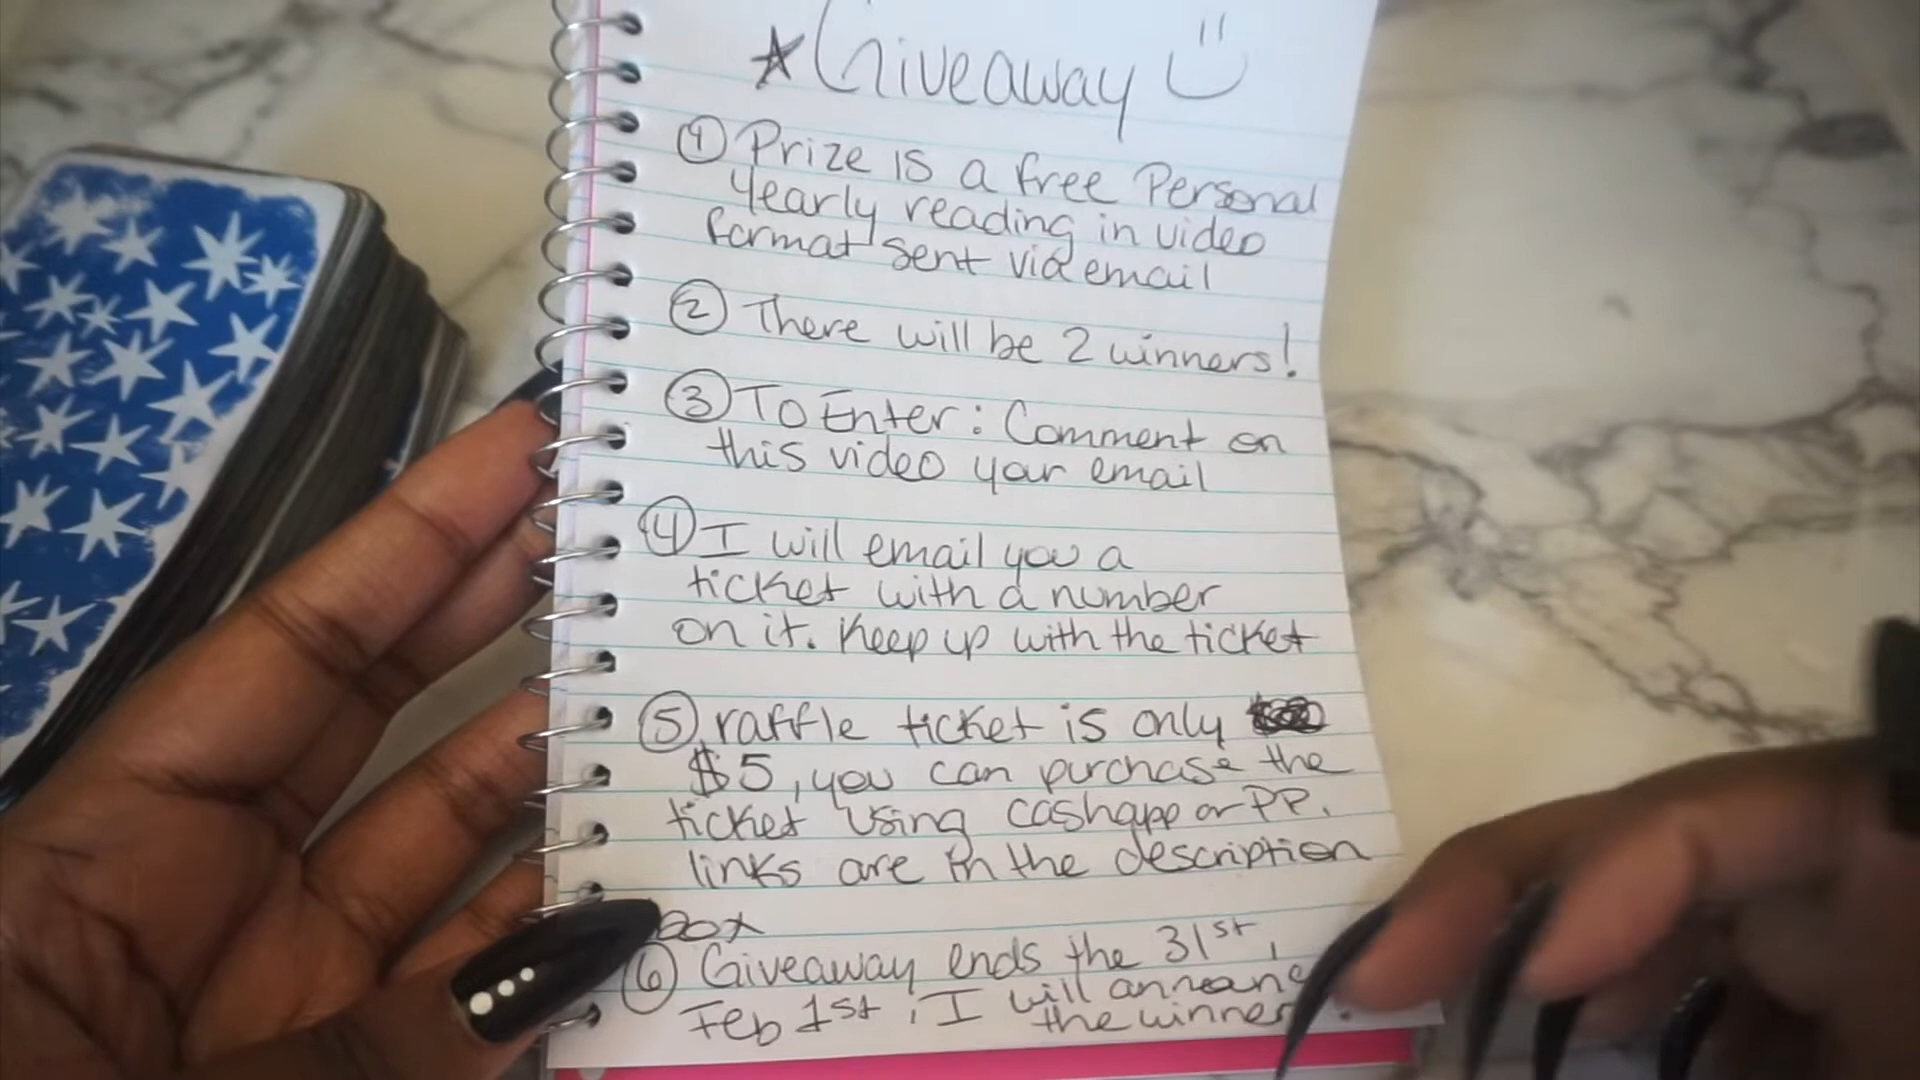 ★Giveaway
① Prize is a free Personal
Yearly reading in video
format sent via email
② There will be 2 winners!
③ To Enter: Comment on
this video your email
④ I will email you a
ticket with a number
on it. Keep up with the ticket
⑤ raffle ticket is only
$5, you can purchase the
ticket using cashapp or PP.
links are in the description
box
⑥ Giveaway ends the 31st,
Feb 1st, I will
the winner